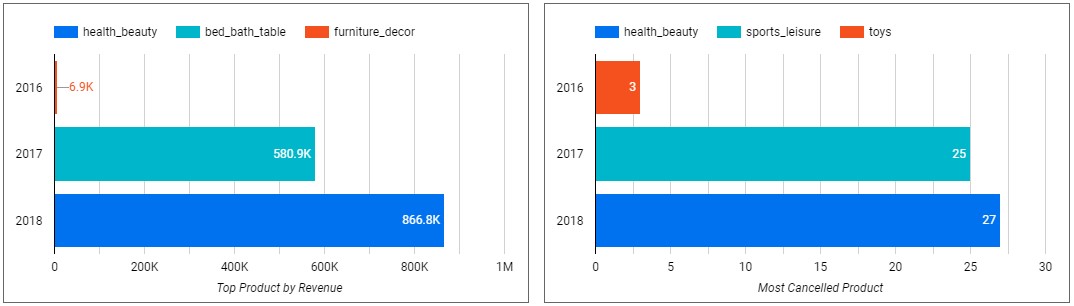 health_beauty bed_bath_table furniture_decor
2016 6.9K
2017 580.9K
2018 866.8K
0 200K 400K 600K 800K 1M
Top Product by Revenue
health_beauty sports_leisure toys
2016 3
2017 25
2018 27
0 5 10 15 20 25 30
Most Cancelled Product